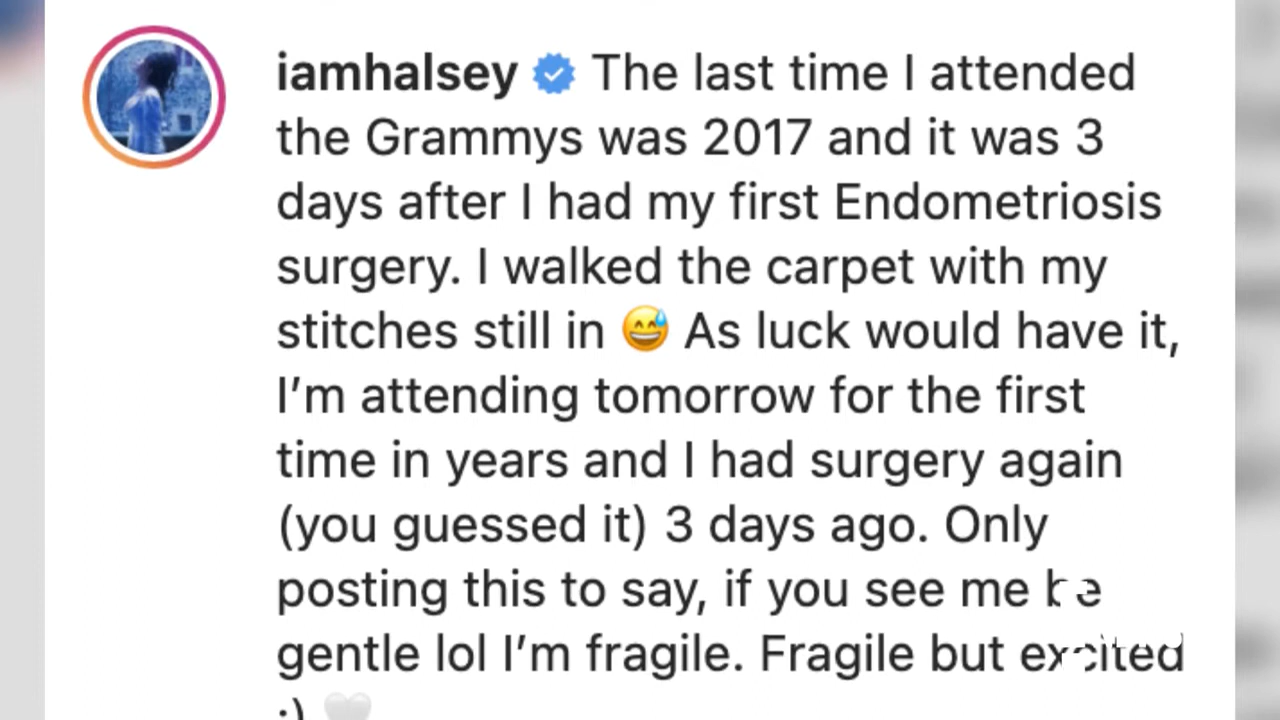 iamhalsey The last time I attended
the Grammys was 2017 and it was 3
days after I had my first Endometriosis
surgery. I walked the carpet with my
stitches still in 😅 As luck would have it,
I’m attending tomorrow for the first
time in years and I had surgery again
(you guessed it) 3 days ago. Only
posting this to say, if you see me be
gentle lol I’m fragile. Fragile but excited
:) 🤍